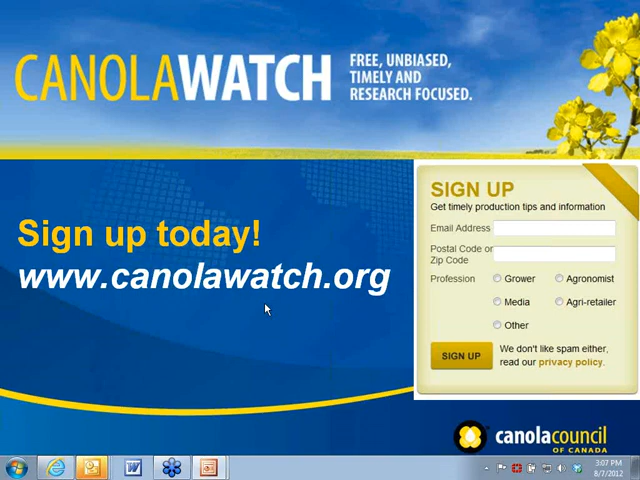 CANOLAWATCH
FREE, UNBIASED,
TIMELY AND
RESEARCH FOCUSED.
Sign up today!
www.canolawatch.org
SIGN UP
Get timely production tips and information
Email Address
Postal Code or
Zip Code
Profession
Grower
Agronomist
Media
Agri-retailer
Other
SIGN UP
We don't like spam either,
read our privacy policy.
canolacouncil
OF CANADA
3:07 PM
8/7/2012